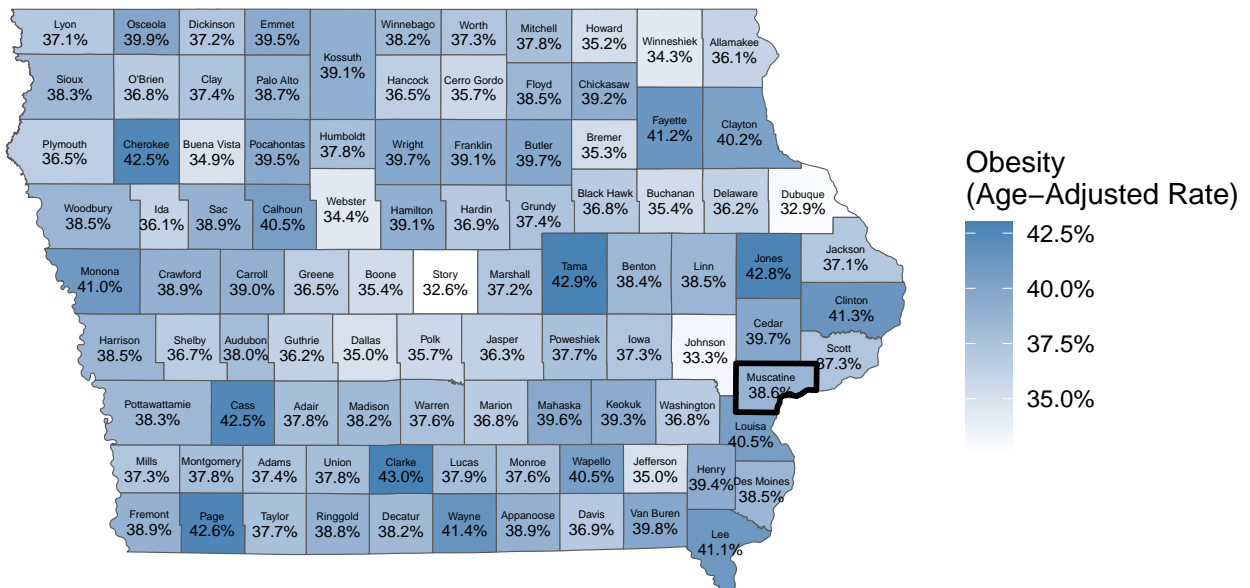 Lyon
37.1%
Osceola
39.9%
Dickinson
37.2%
Emmet
39.5%
Kossuth
39.1%
Winnebago
38.2%
Worth
37.3%
Mitchell
37.8%
Howard
35.2%
Winneshiek
34.3%
Allamakee
36.1%
Sioux
38.3%
O'Brien
36.8%
Clay
37.4%
Palo Alto
38.7%
Hancock
36.5%
Cerro Gordo
35.7%
Floyd
38.5%
Chickasaw
39.2%
Fayette
41.2%
Clayton
40.2%
Plymouth
36.5%
Cherokee
42.5%
Buena Vista
34.9%
Pocahontas
39.5%
Humboldt
37.8%
Wright
39.7%
Franklin
39.1%
Butler
39.7%
Bremer
35.3%
Woodbury
38.5%
Ida
36.1%
Sac
38.9%
Calhoun
40.5%
Webster
34.4%
Hamilton
39.1%
Hardin
36.9%
Grundy
37.4%
Black Hawk
36.8%
Buchanan
35.4%
Delaware
36.2%
Dubuque
32.9%
Monona
41.0%
Crawford
38.9%
Carroll
39.0%
Greene
36.5%
Boone
35.4%
Story
32.6%
Marshall
37.2%
Tama
42.9%
Benton
38.4%
Linn
38.5%
Jones
42.8%
Jackson
37.1%
Clinton
41.3%
Harrison
38.5%
Shelby
36.7%
Audubon
38.0%
Guthrie
36.2%
Dallas
35.0%
Polk
35.7%
Jasper
36.3%
Poweshiek
37.7%
Iowa
37.3%
Johnson
33.3%
Cedar
39.7%
Scott
37.3%
Muscatine
38.6%
Pottawattamie
38.3%
Cass
42.5%
Adair
37.8%
Madison
38.2%
Warren
37.6%
Marion
36.8%
Mahaska
39.6%
Keokuk
39.3%
Washington
36.8%
Louisa
40.5%
Mills
37.3%
Montgomery
37.8%
Adams
37.4%
Union
37.8%
Clarke
43.0%
Lucas
37.9%
Monroe
37.6%
Wapello
40.5%
Jefferson
35.0%
Henry
39.4%
Des Moines
38.5%
Fremont
38.9%
Page
42.6%
Taylor
37.7%
Ringgold
38.8%
Decatur
38.2%
Wayne
41.4%
Appanoose
38.9%
Davis
36.9%
Van Buren
39.8%
Lee
41.1%
Obesity
(Age−Adjusted Rate)
42.5%
40.0%
37.5%
35.0%